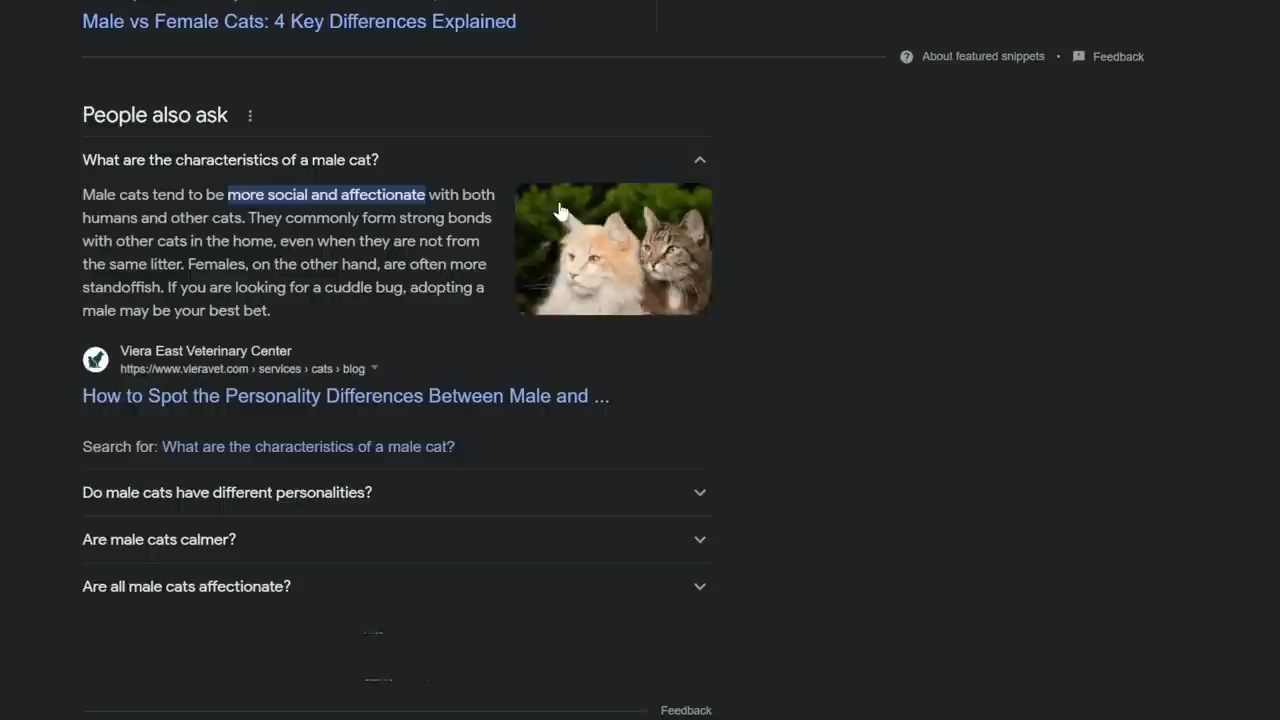 Male vs Female Cats: 4 Key Differences Explained
About featured snippets • Feedback
People also ask
What are the characteristics of a male cat?
Male cats tend to be more social and affectionate with both
humans and other cats. They commonly form strong bonds
with other cats in the home, even when they are not from
the same litter. Females, on the other hand, are often more
standoffish. If you are looking for a cuddle bug, adopting a
male may be your best bet.
Viera East Veterinary Center
https://www.vieravet.com › services › cats › blog
How to Spot the Personality Differences Between Male and ...
Search for: What are the characteristics of a male cat?
Do male cats have different personalities?
Are male cats calmer?
Are all male cats affectionate?
Feedback